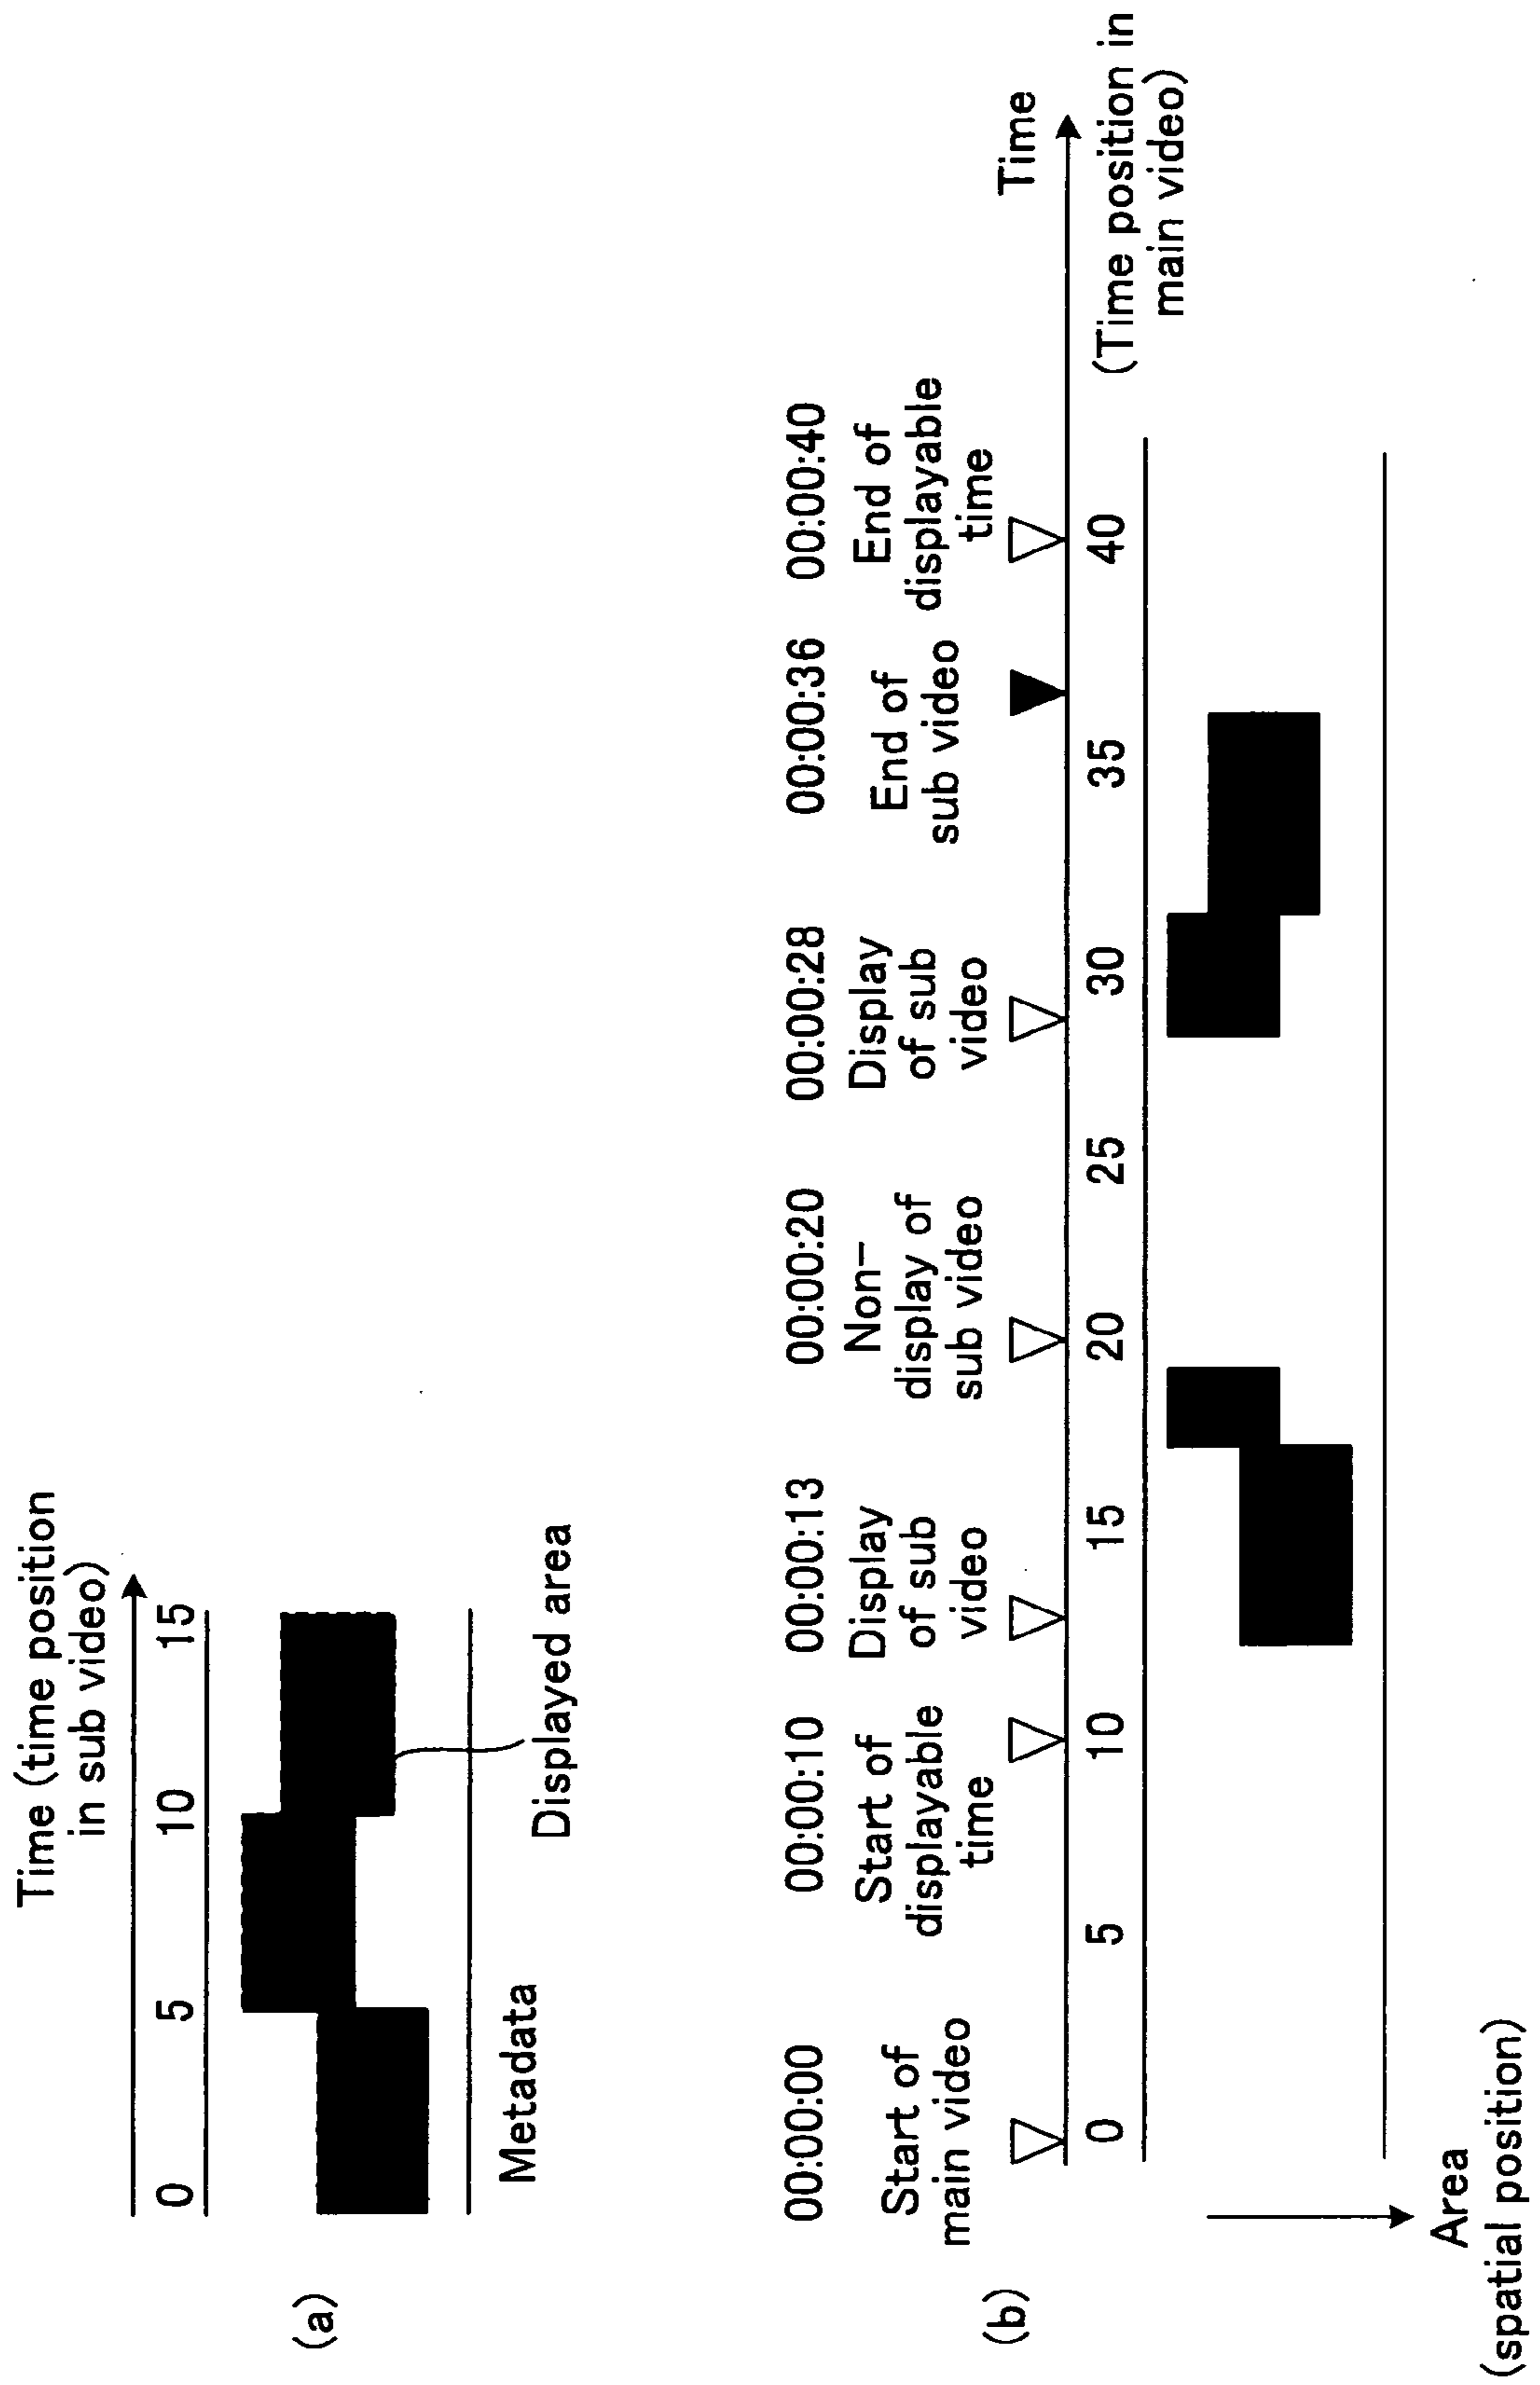 Time (time position
in sub video)
0 5 10 15
Metadata
Displayed area
(a)
00:00:00 00:00:10 00:00:13 00:00:20 00:00:28 00:00:36 00:00:40
Start of
main video
Start of
displayable
time
Display
of sub
video
Non-
display of
sub video
Display
of sub
video
End of
sub video
End of
displayable
time
Time
0 5 10 15 20 25 30 35 40
(Time position in
main video)
(b)
Area
(spatial position)